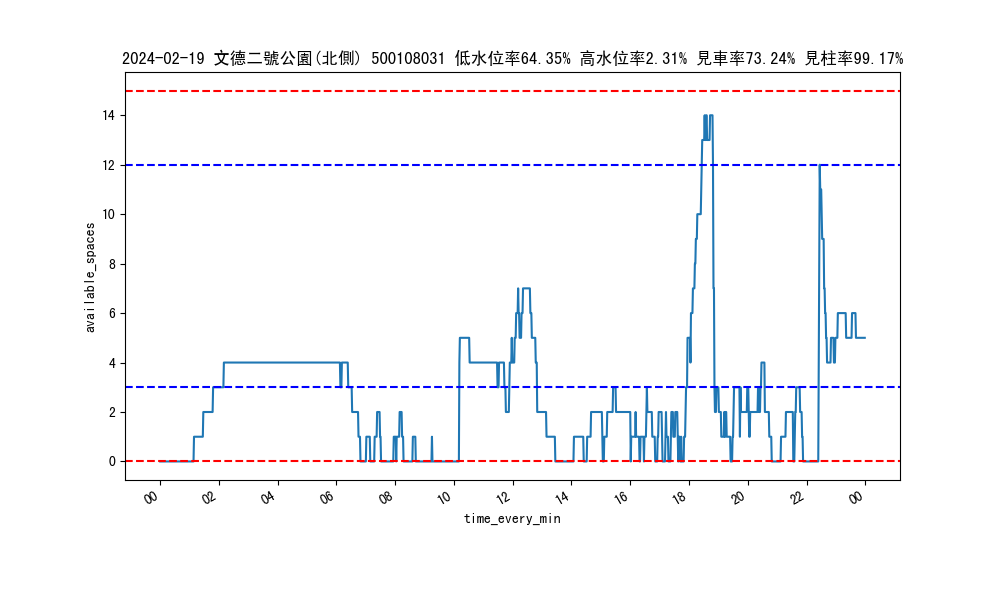 2024-02-19 文德二號公園(北側) 500108031 低水位率64.35% 高水位率2.31% 見車率73.24% 見柱率99.17%
14
12
10
8
6
4
2
0
available_spaces
00 02 04 06 08 10 12 14 16 18 20 22 00
time_every_min